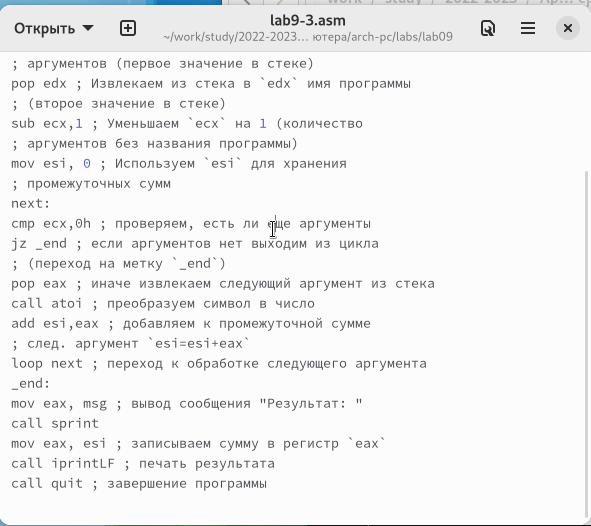 Открыть
lab9-3.asm
~/work/study/2022-2023… ютера/arch-pc/labs/lab09
; аргументов (первое значение в стеке)
pop edx ; Извлекаем из стека в `edx` имя программы
; (второе значение в стеке)
sub ecx,1 ; Уменьшаем `ecx` на 1 (количество
; аргументов без названия программы)
mov esi, 0 ; Используем `esi` для хранения
; промежуточных сумм
next:
cmp ecx,0h ; проверяем, есть ли еще аргументы
jz _end ; если аргументов нет выходим из цикла
; (переход на метку `_end`)
pop eax ; иначе извлекаем следующий аргумент из стека
call atoi ; преобразуем символ в число
add esi,eax ; добавляем к промежуточной сумме
; след. аргумент `esi=esi+eax`
loop next ; переход к обработке следующего аргумента
_end:
mov eax, msg ; вывод сообщения "Результат: "
call sprint
mov eax, esi ; записываем сумму в регистр `eax`
call iprintLF ; печать результата
call quit ; завершение программы